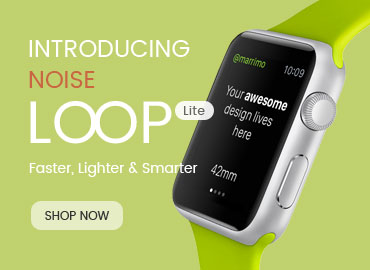 INTRODUCING
NOISE
LOOP Lite
Faster, Lighter & Smarter
SHOP NOW
@marrimo
10:09
Your awesome
design lives
here
42mm